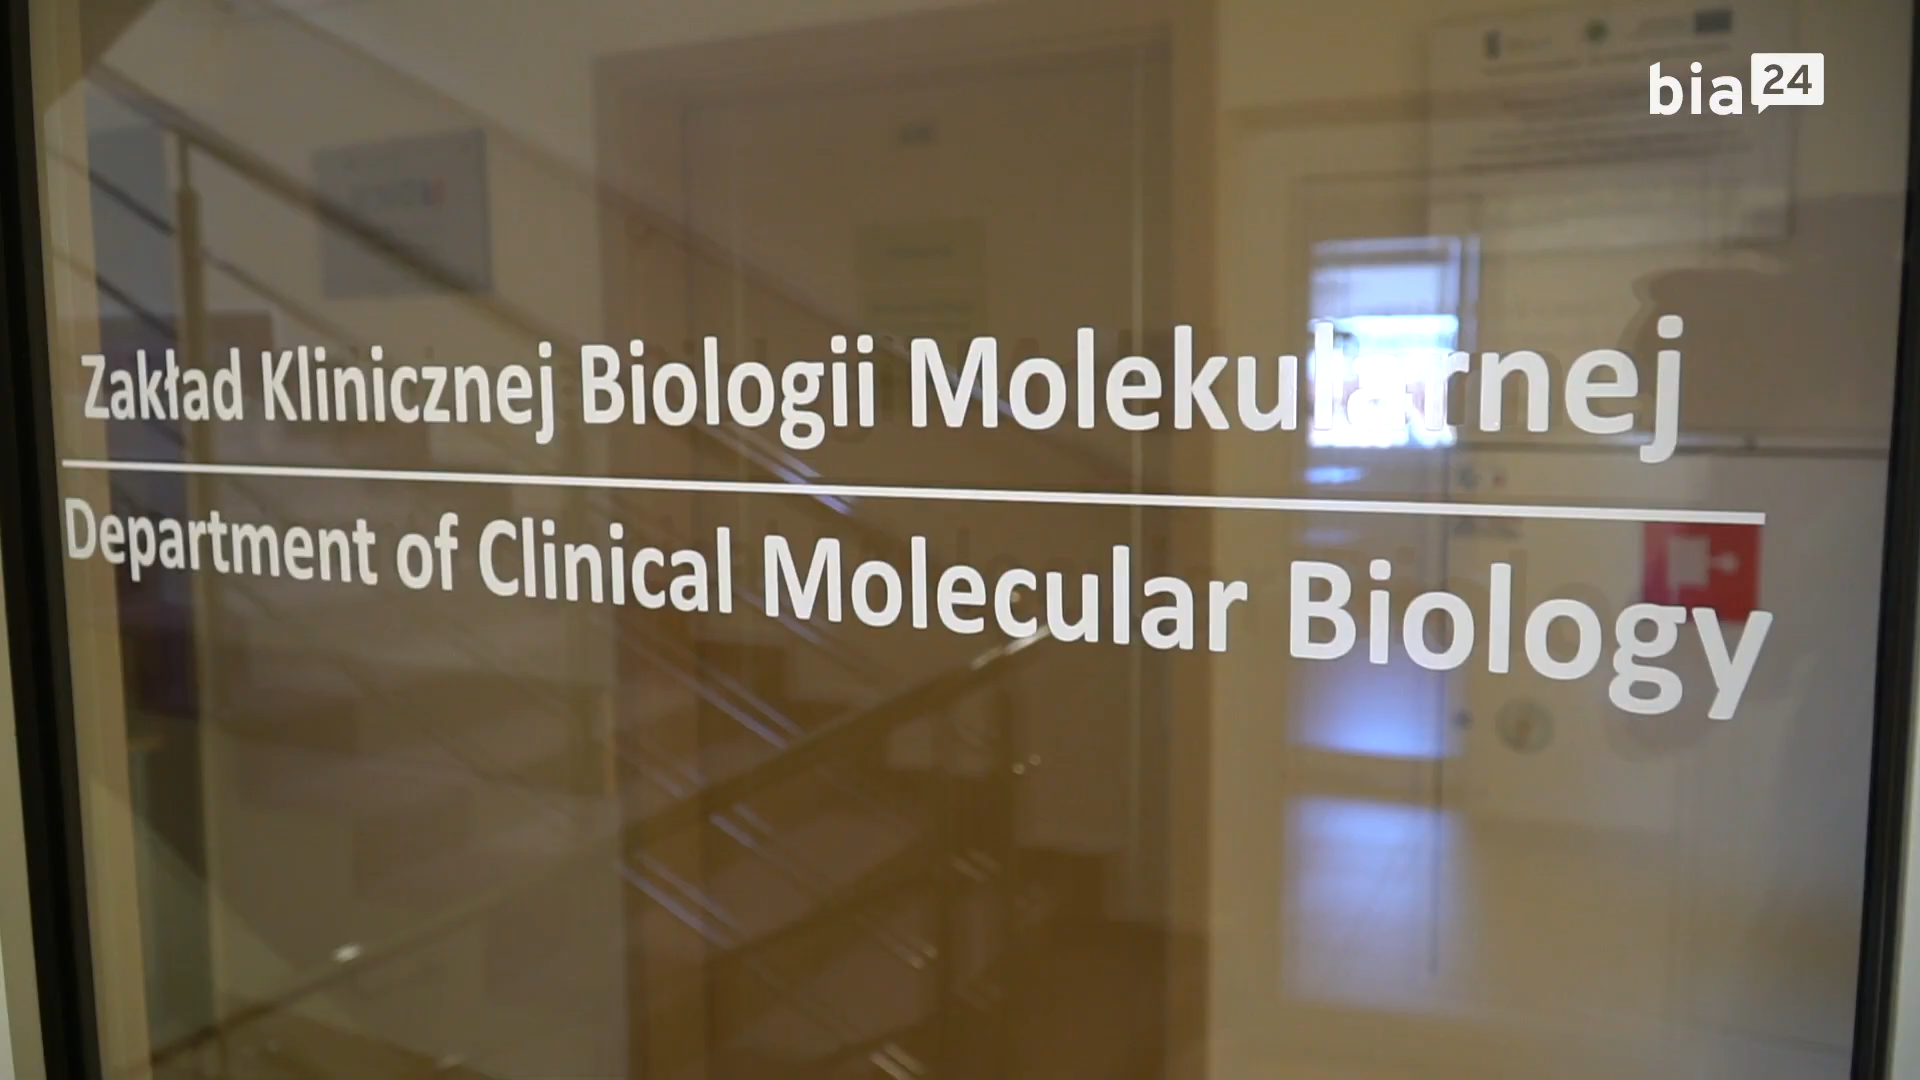 bia24
Zakład Klinicznej Biologii Molekularnej
Department of Clinical Molecular Biology